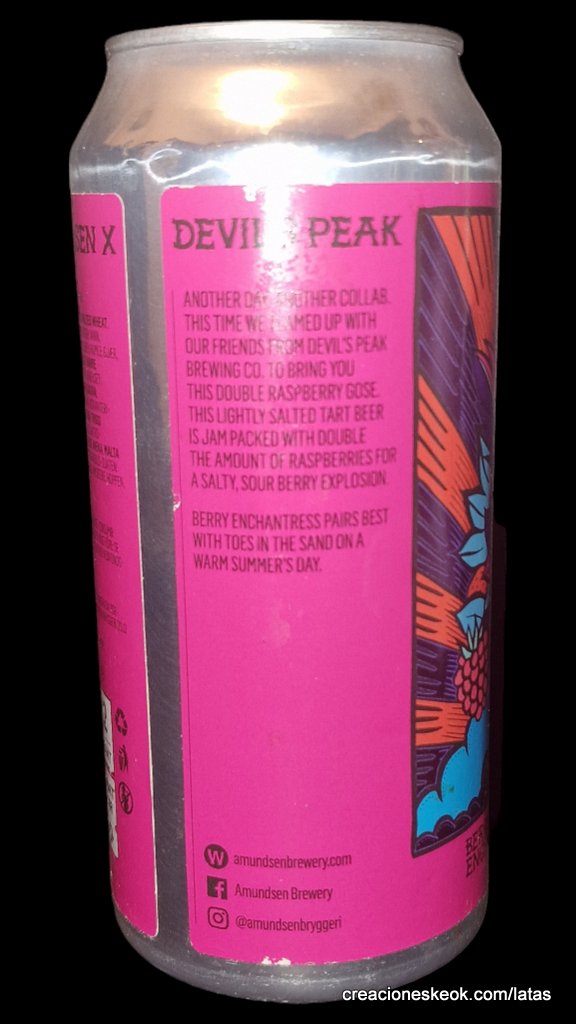 SEN X
DEVIL'S PEAK
ANOTHER DAY, ANOTHER COLLAB.
THIS TIME WE TEAMED UP WITH
OUR FRIENDS FROM DEVIL'S PEAK
BREWING CO. TO BRING YOU
THIS DOUBLE RASPBERRY GOSE.
THIS LIGHTLY SALTED TART BEER
IS JAM PACKED WITH DOUBLE
THE AMOUNT OF RASPBERRIES FOR
A SALTY, SOUR BERRY EXPLOSION.
BERRY ENCHANTRESS PAIRS BEST
WITH TOES IN THE SAND ON A
WARM SUMMER'S DAY.
amundsenbrewery.com
Amundsen Brewery
@amundsenbryggeri
creacioneskeok.com/latas